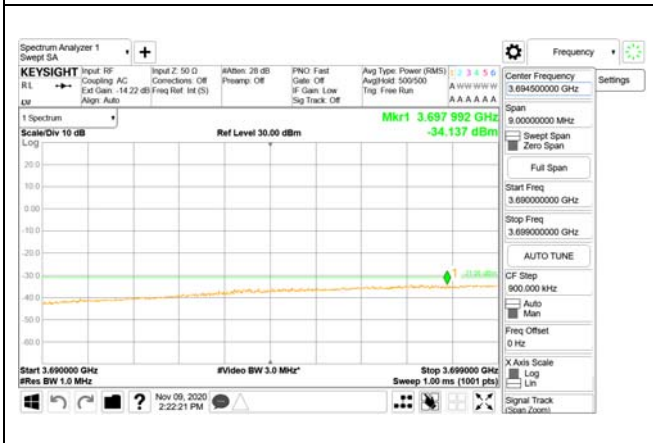 Spectrum Analyzer 1
Swept SA
+
Frequency
KEYSIGHT
Input: RF
Coupling: AC
Ext Gain: -14.22 dB
Align: Auto
Input Z: 50 Ω
Corrections: Off
Freq Ref: Int (S)
#Atten: 28 dB
Preamp: Off
PNO: Fast
Gate: Off
IF Gain: Low
Sig Track: Off
Avg Type: Power (RMS)
Avg|Hold: 500/500
Trig: Free Run
1 2 3 4 5 6
A W W W W W
A A A A A A
RL
1 Spectrum
Scale/Div 10 dB
Ref Level 30.00 dBm
Mkr1 3.697 992 GHz
-34.137 dBm
Log
20.0
10.0
0.00
-10.0
-20.0
-30.0
-40.0
-50.0
-60.0
1
Start 3.690000 GHz
#Res BW 1.0 MHz
#Video BW 3.0 MHz*
Stop 3.699000 GHz
Sweep 1.00 ms (1001 pts)
Nov 09, 2020
2:22:21 PM
Center Frequency
3.694500000 GHz
Settings
Span
9.00000000 MHz
Swept Span
Zero Span
Full Span
Start Freq
3.690000000 GHz
Stop Freq
3.699000000 GHz
AUTO TUNE
CF Step
900.000 kHz
Auto
Man
Freq Offset
0 Hz
X Axis Scale
Log
Lin
Signal Track
(Span Zoom)